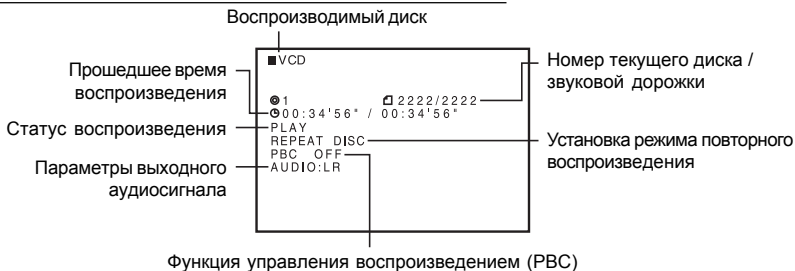 Воспроизводимый диск
■VCD
Прошедшее время
воспроизведения
Номер текущего диска /
звуковой дорожки
1 2222/2222
00:34'56" / 00:34'56"
Статус воспроизведения
PLAY
REPEAT DISC
Установка режима повторного
воспроизведения
PBC OFF
Параметры выходного
аудиосигнала
AUDIO:LR
Функция управления воспроизведением (PBC)